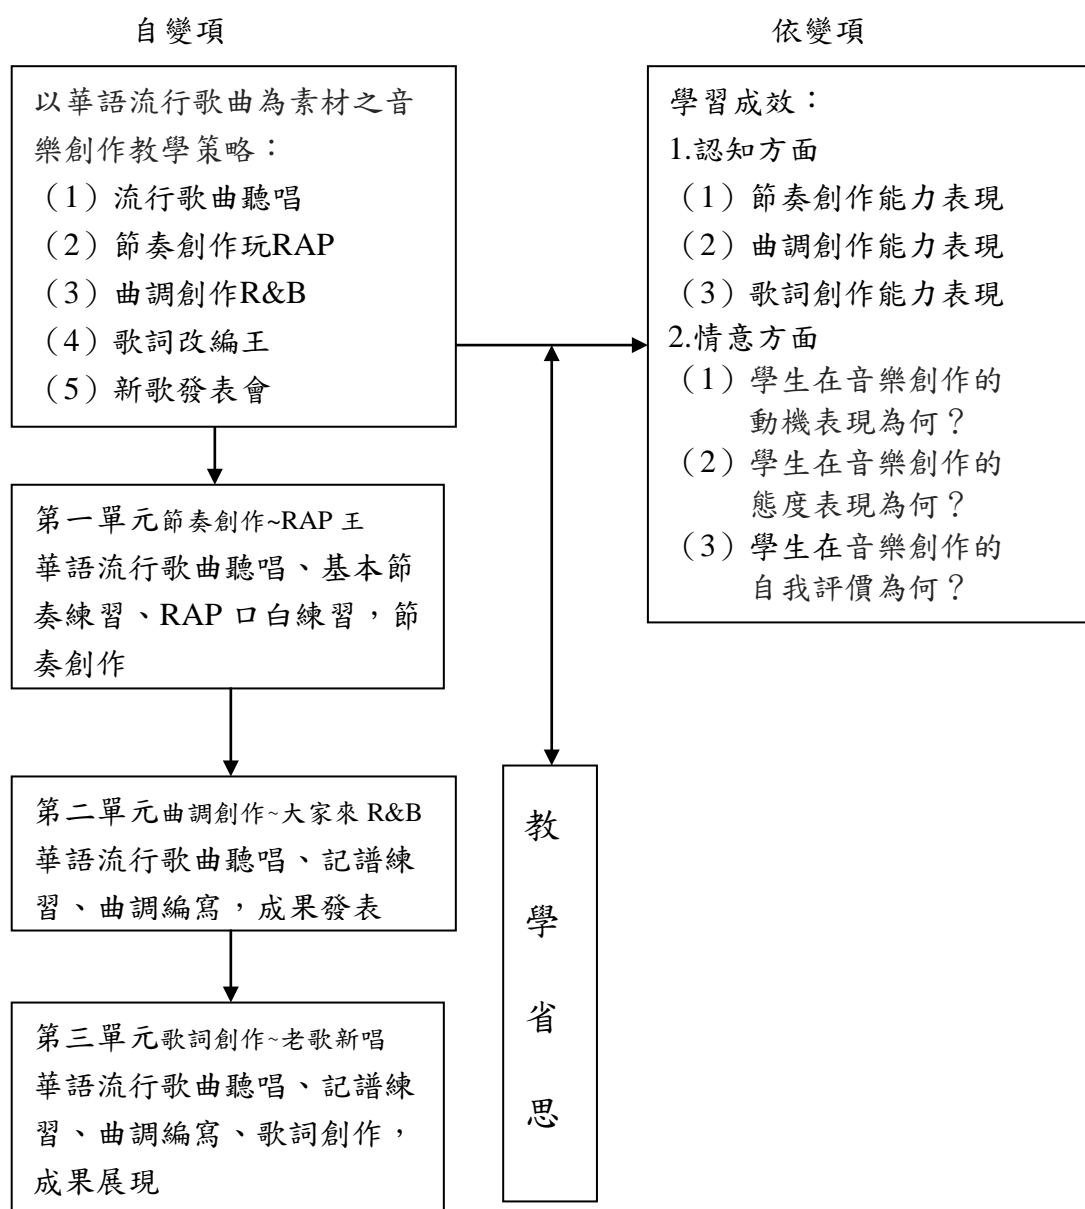 自變項
依變項
以華語流行歌曲為素材之音
樂創作教學策略：
（1）流行歌曲聽唱
（2）節奏創作玩RAP
（3）曲調創作R&B
（4）歌詞改編王
（5）新歌發表會
學習成效：
1.認知方面
（1）節奏創作能力表現
（2）曲調創作能力表現
（3）歌詞創作能力表現
2.情意方面
（1）學生在音樂創作的
動機表現為何？
（2）學生在音樂創作的
態度表現為何？
（3）學生在音樂創作的
自我評價為何？
第一單元節奏創作~RAP 王
華語流行歌曲聽唱、基本節
奏練習、RAP 口白練習，節
奏創作
第二單元曲調創作~大家來 R&B
華語流行歌曲聽唱、記譜練
習、曲調編寫，成果發表
第三單元歌詞創作~老歌新唱
華語流行歌曲聽唱、記譜練
習、曲調編寫、歌詞創作，
成果展現
教
學
省
思